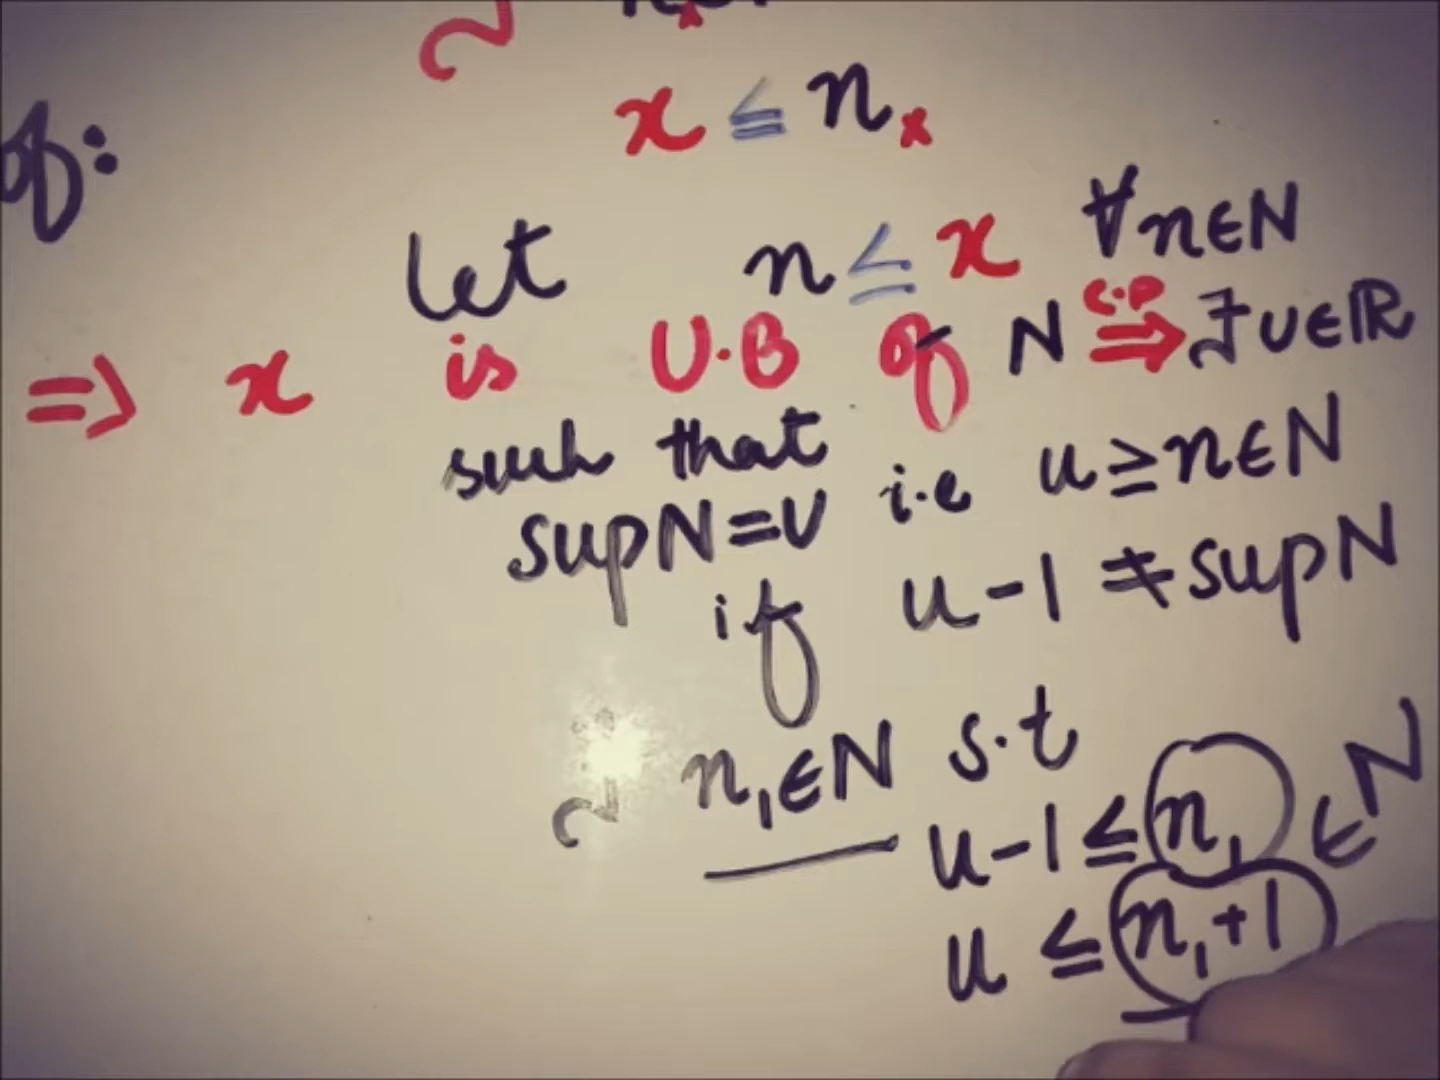 x ≤ nₓ
of:
Let n ≤ x ∀n∈N
⇒ x is U.B of N C.P ⇒ ∃ U∈ℝ
such that
SupN=U i.e u≥n∈N
if u-1 ≠ supN
n₁∈N s.t
u-1 ≤ n₁ ∈N
u ≤ n₁+1